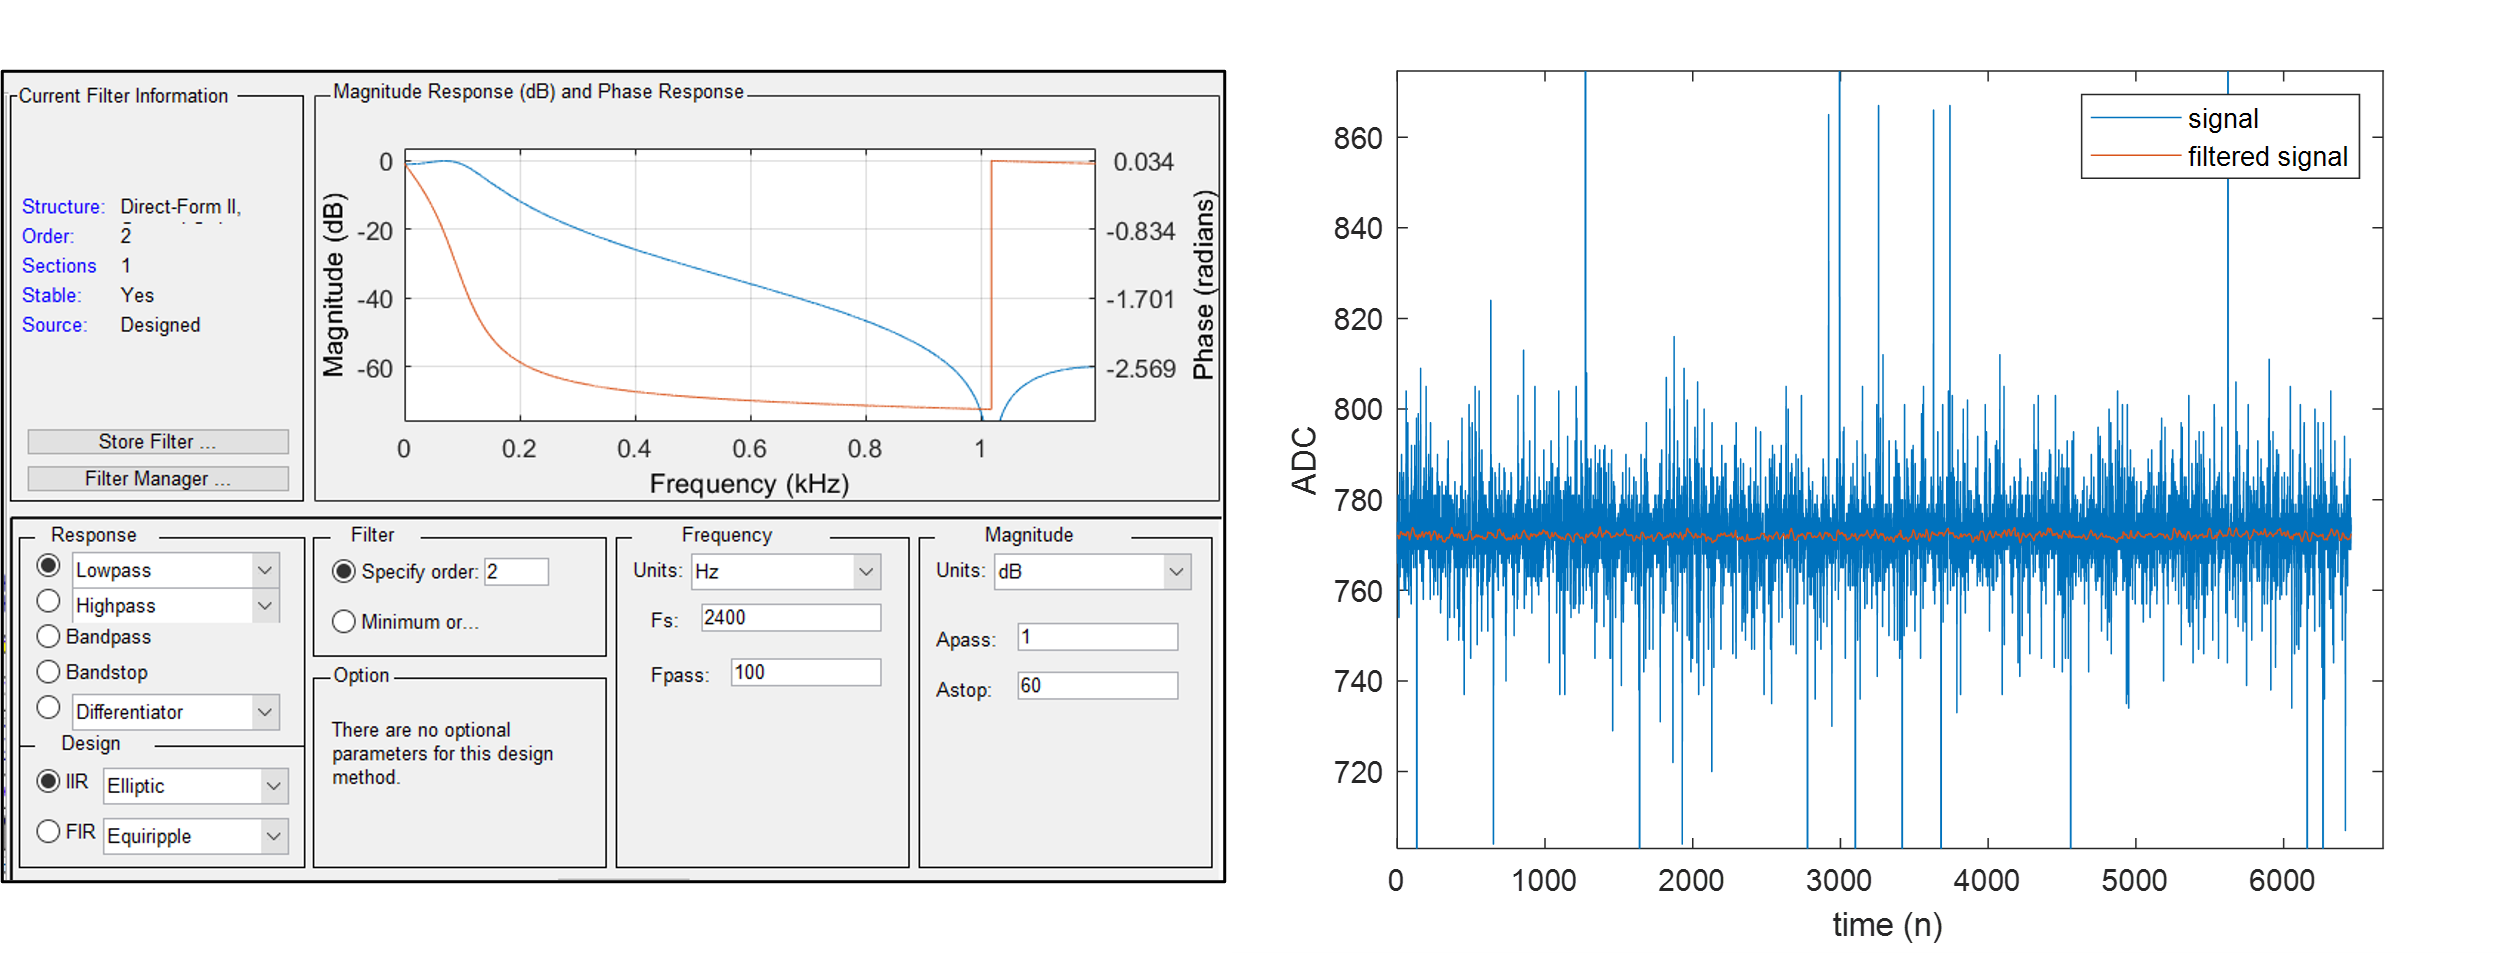 Current Filter Information
Structure: Direct-Form II,
Order: 2
Sections 1
Stable: Yes
Source: Designed
Store Filter ...
Filter Manager ...
Magnitude Response (dB) and Phase Response
Magnitude (dB)
0
-20
-40
-60
0.034
-0.834
-1.701
-2.569
Phase (radians)
0 0.2 0.4 0.6 0.8 1
Frequency (kHz)
Response
Lowpass
Highpass
Bandpass
Bandstop
Differentiator
Design
IIR Elliptic
FIR Equiripple
Filter
Specify order: 2
Minimum or...
Option
There are no optional
parameters for this design
method.
Frequency
Units: Hz
Fs: 2400
Fpass: 100
Magnitude
Units: dB
Apass: 1
Astop: 60
signal
filtered signal
ADC
860
840
820
800
780
760
740
720
0 1000 2000 3000 4000 5000 6000
time (n)